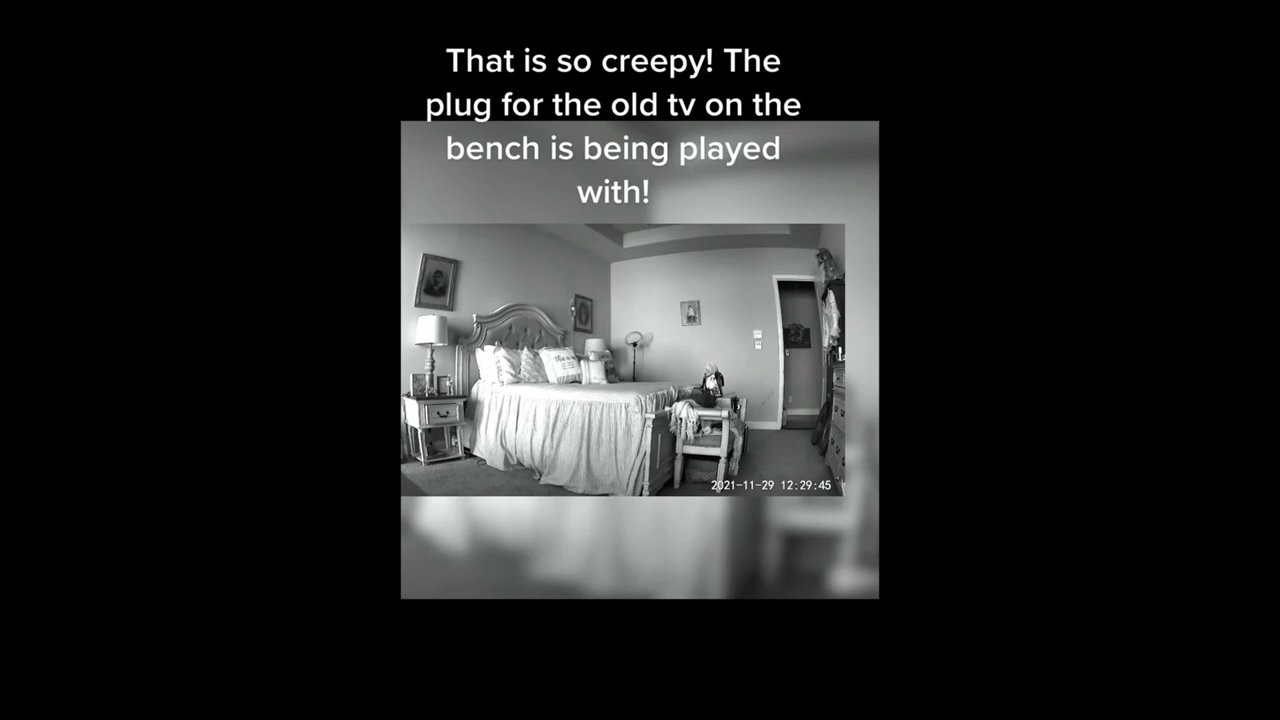 That is so creepy! The
plug for the old tv on the
bench is being played
with!
2021-11-29 12:29:45